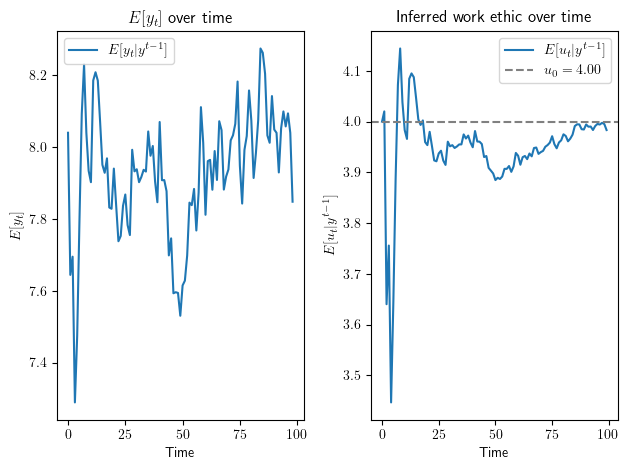 E[y_t] over time
E[y_t|y^{t−1}]
E[y_t]
8.2
8.0
7.8
7.6
7.4
0
25
50
75
100
Time
Inferred work ethic over time
E[u_t|y^{t−1}]
u_0 = 4.00
E[u_t|y^{t−1}]
4.1
4.0
3.9
3.8
3.7
3.6
3.5
0
25
50
75
100
Time